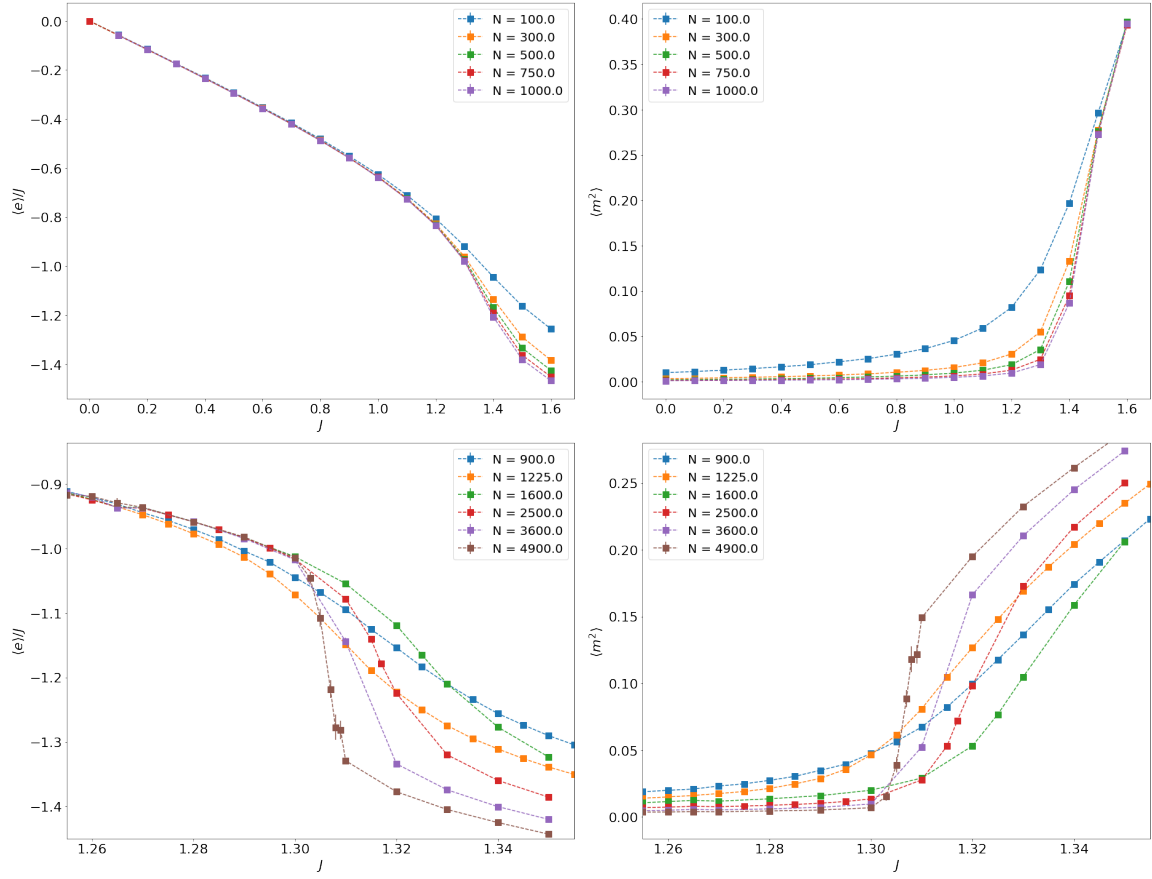 0.0
−0.2
−0.4
−0.6
−0.8
−1.0
−1.2
−1.4
⟨e⟩/J
0.0 0.2 0.4 0.6 0.8 1.0 1.2 1.4 1.6
J
N = 100.0
N = 300.0
N = 500.0
N = 750.0
N = 1000.0
0.40
0.35
0.30
0.25
0.20
0.15
0.10
0.05
0.00
⟨m²⟩
0.0 0.2 0.4 0.6 0.8 1.0 1.2 1.4 1.6
J
N = 100.0
N = 300.0
N = 500.0
N = 750.0
N = 1000.0
−0.9
−1.0
−1.1
−1.2
−1.3
−1.4
⟨e⟩/J
1.26 1.28 1.30 1.32 1.34
J
N = 900.0
N = 1225.0
N = 1600.0
N = 2500.0
N = 3600.0
N = 4900.0
0.25
0.20
0.15
0.10
0.05
0.00
⟨m²⟩
1.26 1.28 1.30 1.32 1.34
J
N = 900.0
N = 1225.0
N = 1600.0
N = 2500.0
N = 3600.0
N = 4900.0